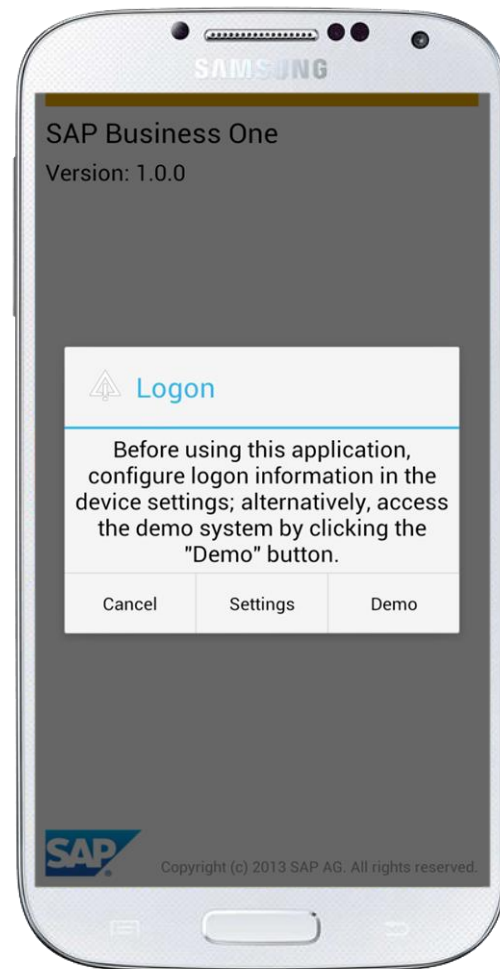 SAMSUNG
SAP Business One
Version: 1.0.0
Logon
Before using this application,
configure logon information in the
device settings; alternatively, access
the demo system by clicking the
"Demo" button.
Cancel Settings Demo
SAP
Copyright (c) 2013 SAP AG. All rights reserved.